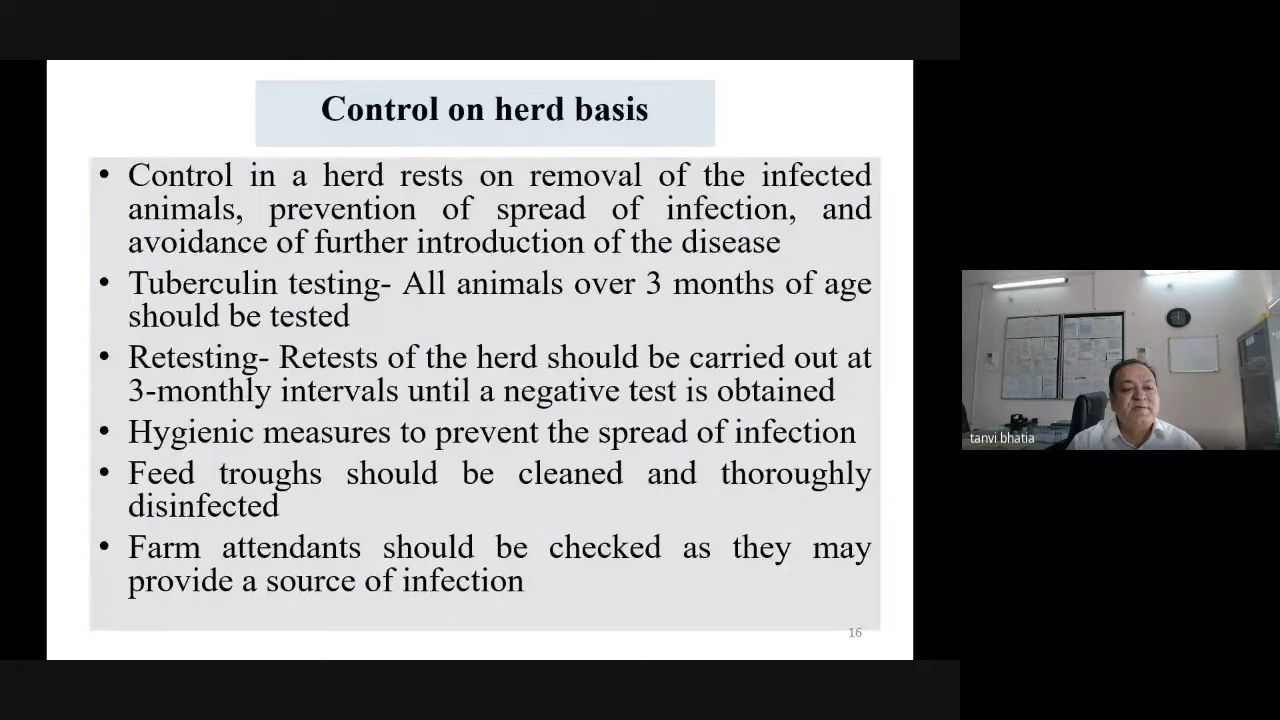 Control on herd basis
• Control in a herd rests on removal of the infected
animals, prevention of spread of infection, and
avoidance of further introduction of the disease
• Tuberculin testing- All animals over 3 months of age
should be tested
• Retesting- Retests of the herd should be carried out at
3-monthly intervals until a negative test is obtained
• Hygienic measures to prevent the spread of infection
• Feed troughs should be cleaned and thoroughly
disinfected
• Farm attendants should be checked as they may
provide a source of infection
16
tanvi bhatia